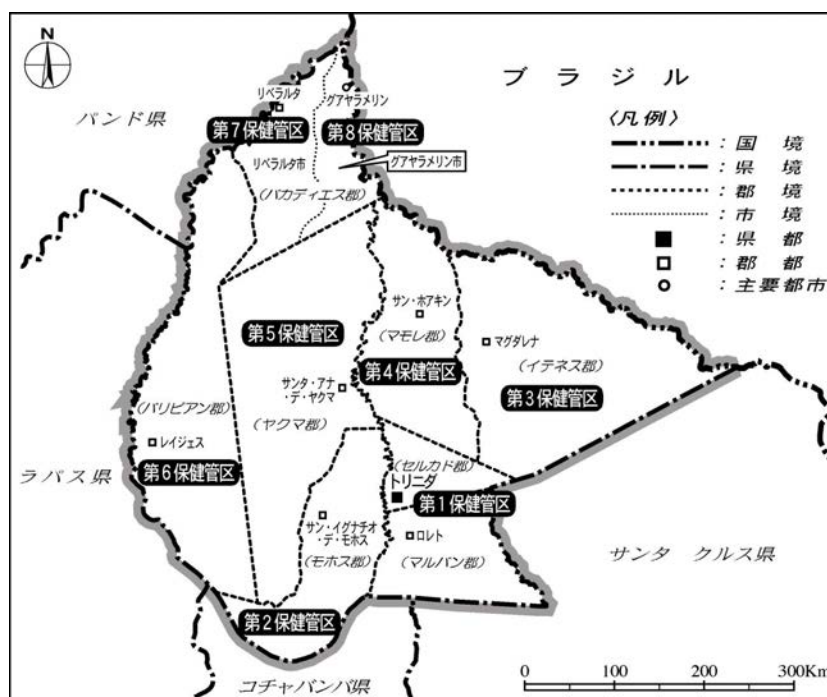 N
ブラジル
〈凡例〉
：国境
：県境
：郡境
：市境
：県都
：郡都
：主要都市
パンド県
リベラルタ
グアヤラメリン
第7保健管区
第8保健管区
リベラルタ市
グアヤラメリン市
(バカディエス郡)
サン・ホアキン
第5保健管区
(マモレ郡)
マグダレナ
第4保健管区
(イテネス郡)
サンタ・アナ
・デ・ヤクマ
第3保健管区
(バリビアン郡)
(ヤクマ郡)
レイジェス
第6保健管区
ラパス県
(セルカド郡)
トリニダ
第1保健管区
サン・イグナチオ
・デ・モホス
ロレト
(モホス郡)
(マルバン郡)
サンタ クルス県
第2保健管区
コチャバンバ県
0 100 200 300Km